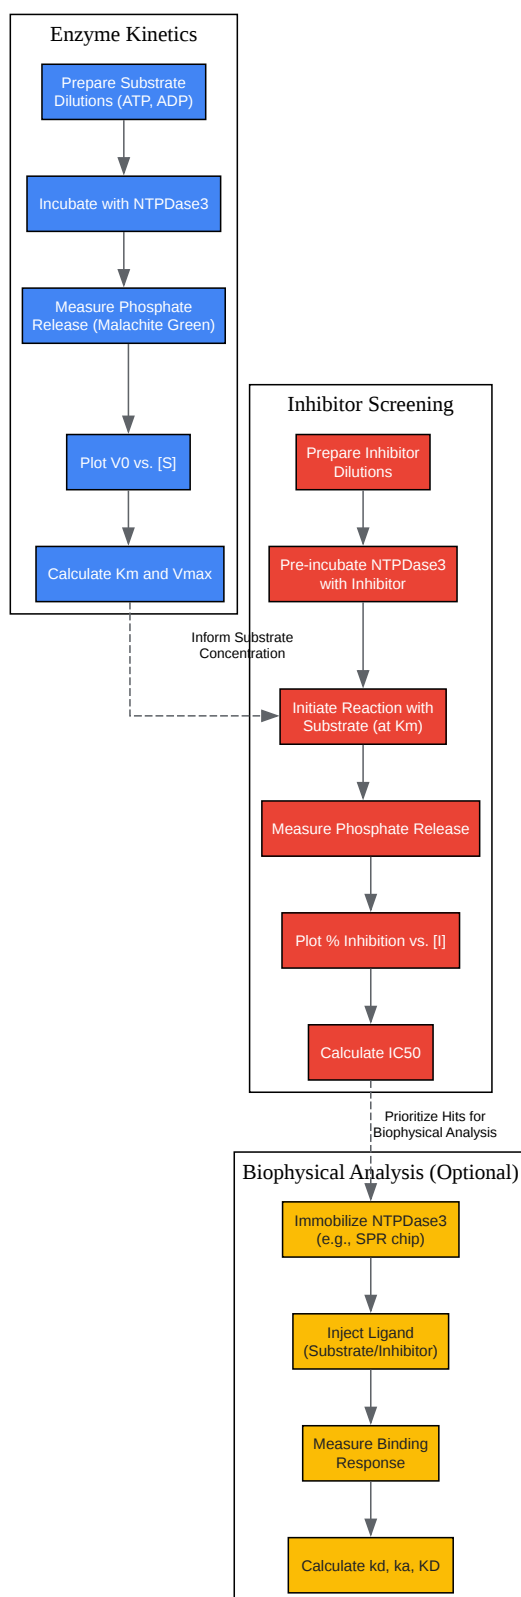 Enzyme Kinetics
Prepare Substrate
Dilutions (ATP, ADP)
Incubate with NTPDase3
Measure Phosphate
Release (Malachite Green)
Plot V0 vs. [S]
Calculate Km and Vmax
Inform Substrate
Concentration
Inhibitor Screening
Prepare Inhibitor
Dilutions
Pre-incubate NTPDase3
with Inhibitor
Initiate Reaction with
Substrate (at Km)
Measure Phosphate Release
Plot % Inhibition vs. [I]
Calculate IC50
Prioritize Hits for
Biophysical Analysis
Biophysical Analysis (Optional)
Immobilize NTPDase3
(e.g., SPR chip)
Inject Ligand
(Substrate/Inhibitor)
Measure Binding
Response
Calculate kd, ka, KD